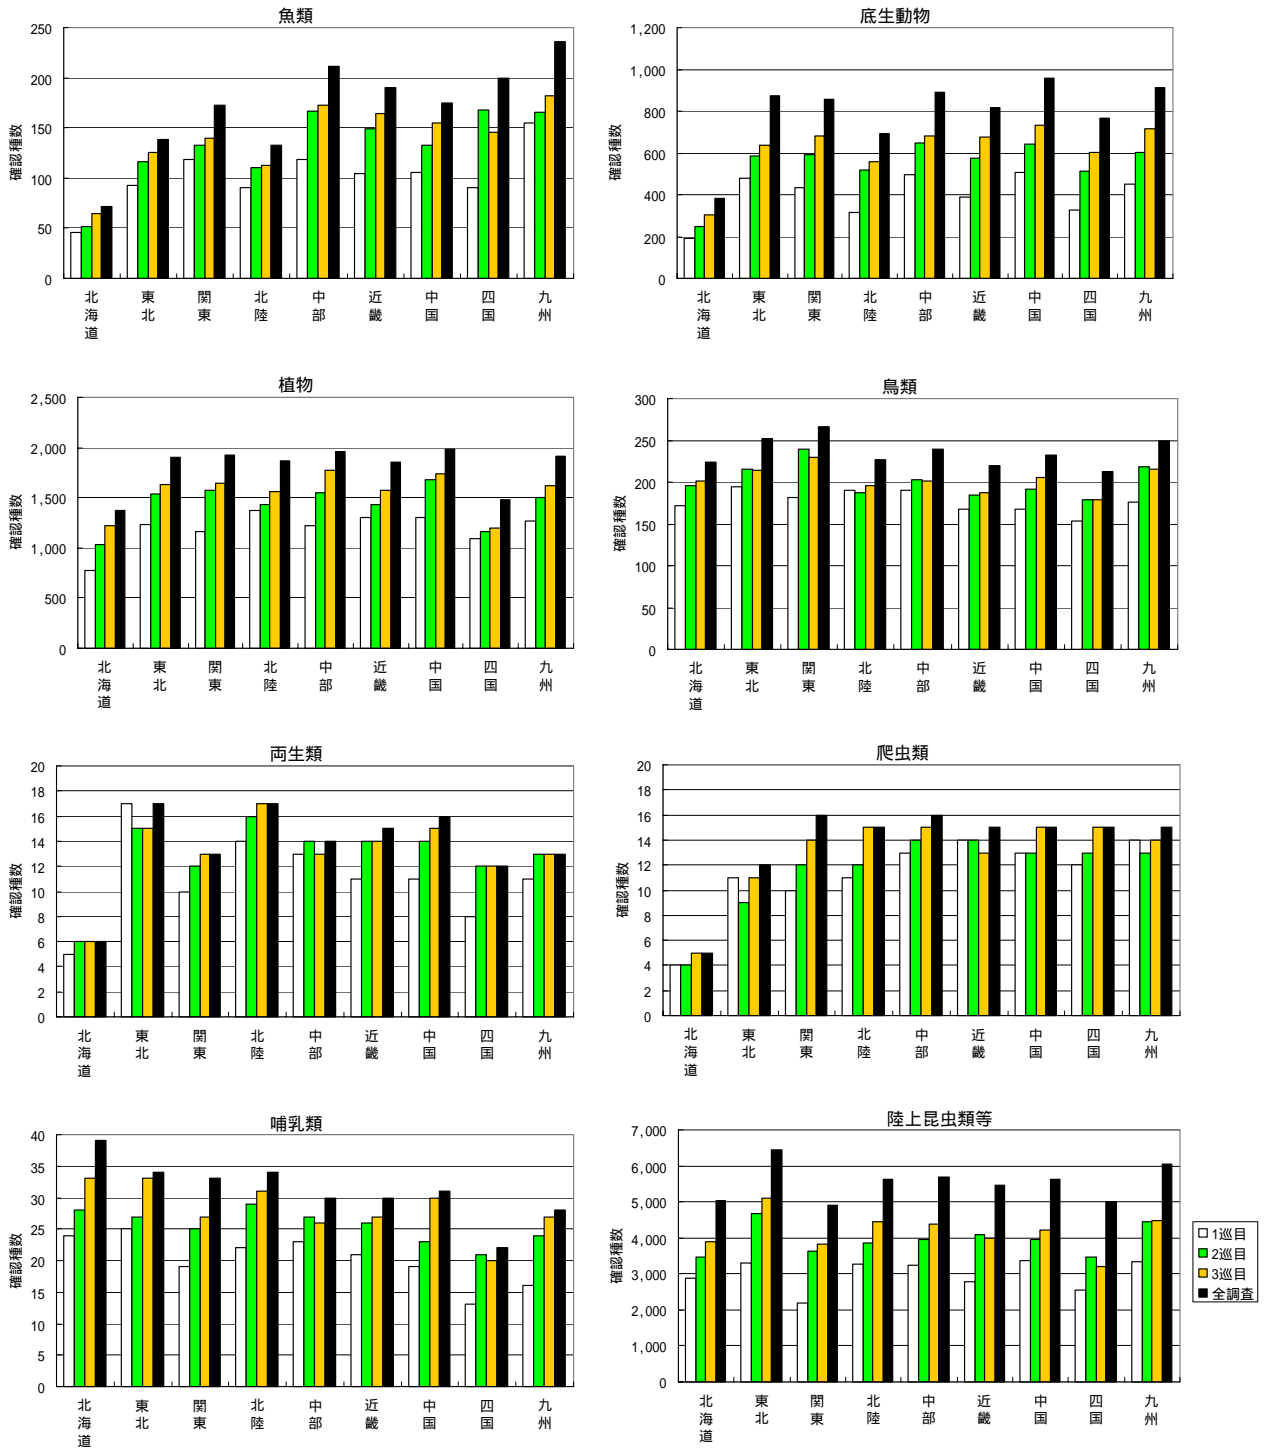 魚類
確認種数
250
200
150
100
50
0
北海道
東北
関東
北陸
中部
近畿
中国
四国
九州
底生動物
確認種数
1,200
1,000
800
600
400
200
0
北海道
東北
関東
北陸
中部
近畿
中国
四国
九州
植物
確認種数
2,500
2,000
1,500
1,000
500
0
北海道
東北
関東
北陸
中部
近畿
中国
四国
九州
鳥類
確認種数
300
250
200
150
100
50
0
北海道
東北
関東
北陸
中部
近畿
中国
四国
九州
両生類
確認種数
20
18
16
14
12
10
8
6
4
2
0
北海道
東北
関東
北陸
中部
近畿
中国
四国
九州
爬虫類
確認種数
20
18
16
14
12
10
8
6
4
2
0
北海道
東北
関東
北陸
中部
近畿
中国
四国
九州
哺乳類
確認種数
40
35
30
25
20
15
10
5
0
北海道
東北
関東
北陸
中部
近畿
中国
四国
九州
陸上昆虫類等
確認種数
7,000
6,000
5,000
4,000
3,000
2,000
1,000
0
北海道
東北
関東
北陸
中部
近畿
中国
四国
九州
1巡目
2巡目
3巡目
全調査